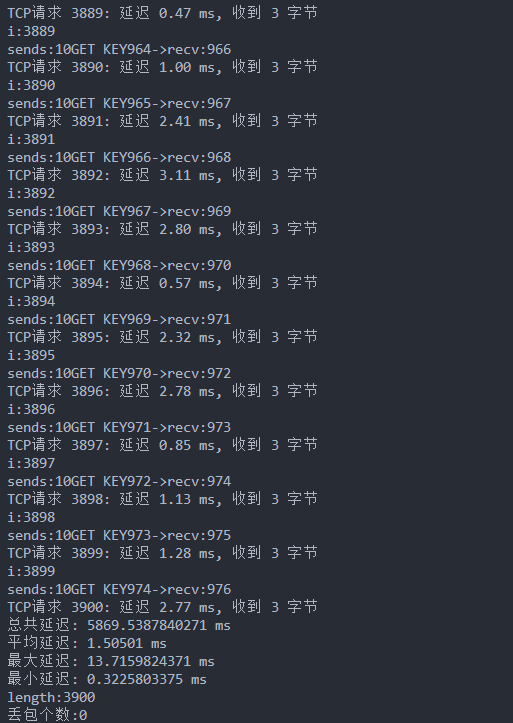 TCP请求 3889: 延迟 0.47 ms, 收到 3 字节
i:3889
sends:10GET KEY964->recv:966
TCP请求 3890: 延迟 1.00 ms, 收到 3 字节
i:3890
sends:10GET KEY965->recv:967
TCP请求 3891: 延迟 2.41 ms, 收到 3 字节
i:3891
sends:10GET KEY966->recv:968
TCP请求 3892: 延迟 3.11 ms, 收到 3 字节
i:3892
sends:10GET KEY967->recv:969
TCP请求 3893: 延迟 2.80 ms, 收到 3 字节
i:3893
sends:10GET KEY968->recv:970
TCP请求 3894: 延迟 0.57 ms, 收到 3 字节
i:3894
sends:10GET KEY969->recv:971
TCP请求 3895: 延迟 2.32 ms, 收到 3 字节
i:3895
sends:10GET KEY970->recv:972
TCP请求 3896: 延迟 2.78 ms, 收到 3 字节
i:3896
sends:10GET KEY971->recv:973
TCP请求 3897: 延迟 0.85 ms, 收到 3 字节
i:3897
sends:10GET KEY972->recv:974
TCP请求 3898: 延迟 1.13 ms, 收到 3 字节
i:3898
sends:10GET KEY973->recv:975
TCP请求 3899: 延迟 1.28 ms, 收到 3 字节
i:3899
sends:10GET KEY974->recv:976
TCP请求 3900: 延迟 2.77 ms, 收到 3 字节
总共延迟: 5869.5387840271 ms
平均延迟: 1.50501 ms
最大延迟: 13.7159824371 ms
最小延迟: 0.3225803375 ms
length:3900
丢包个数:0